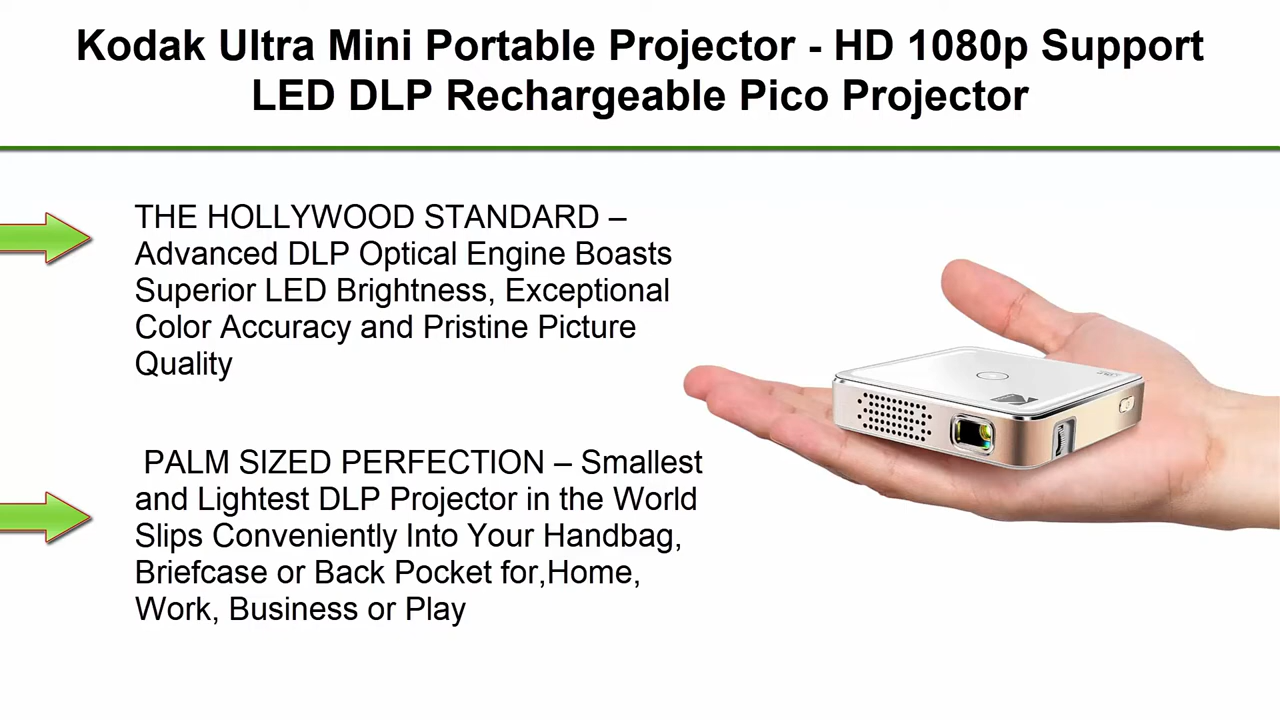 Kodak Ultra Mini Portable Projector - HD 1080p Support
LED DLP Rechargeable Pico Projector
THE HOLLYWOOD STANDARD –
Advanced DLP Optical Engine Boasts
Superior LED Brightness, Exceptional
Color Accuracy and Pristine Picture
Quality
PALM SIZED PERFECTION – Smallest
and Lightest DLP Projector in the World
Slips Conveniently Into Your Handbag,
Briefcase or Back Pocket for,Home,
Work, Business or Play